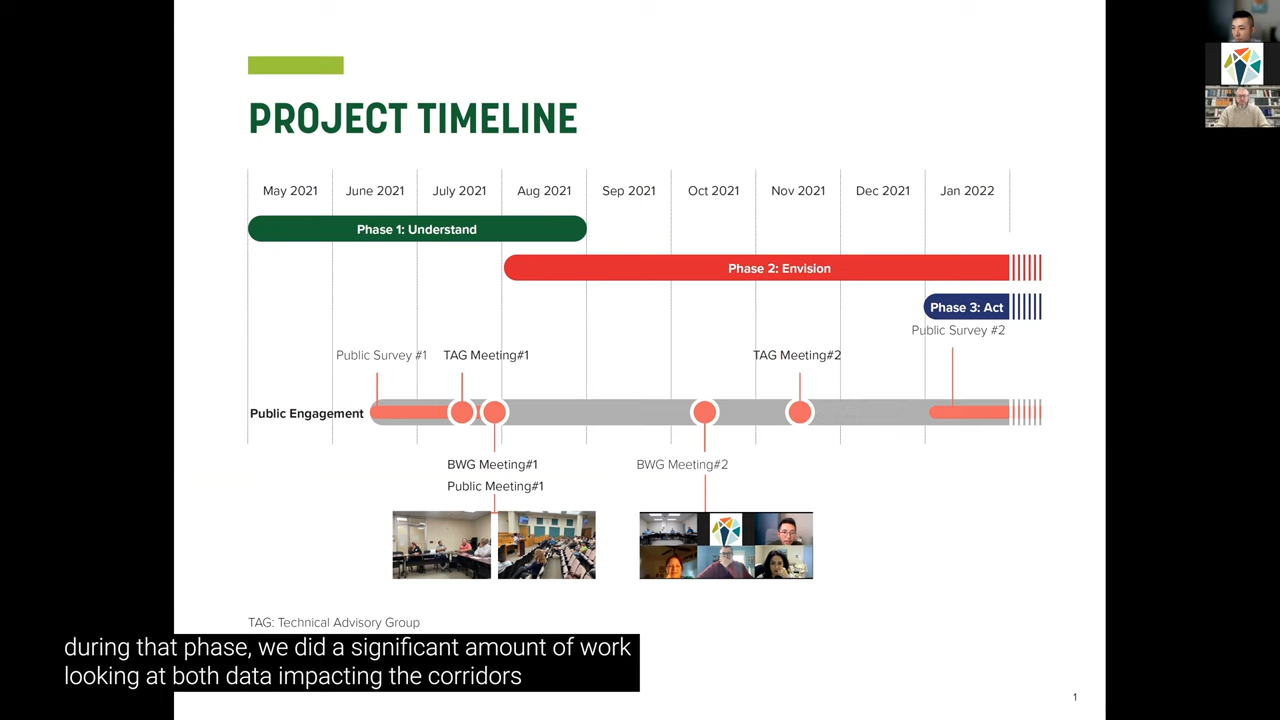 PROJECT TIMELINE
May 2021 June 2021 July 2021 Aug 2021 Sep 2021 Oct 2021 Nov 2021 Dec 2021 Jan 2022
Phase 1: Understand
Phase 2: Envision
Phase 3: Act
Public Survey #2
Public Survey #1 TAG Meeting#1 TAG Meeting#2
Public Engagement
BWG Meeting#1 BWG Meeting#2
Public Meeting#1
TAG: Technical Advisory Group
during that phase, we did a significant amount of work
looking at both data impacting the corridors
1